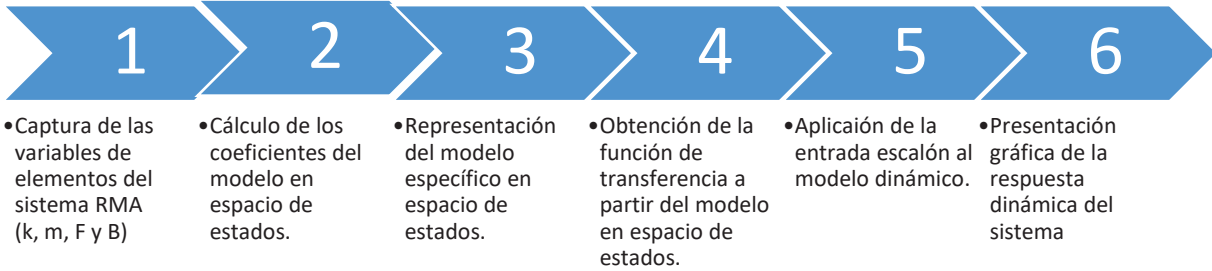 1
•Captura de las
variables de
elementos del
sistema RMA
(k, m, F y B)
2
•Cálculo de los
coeficientes del
modelo en
espacio de
estados.
3
•Representación
del modelo
específico en
espacio de
estados.
4
•Obtención de la
función de
transferencia a
partir del modelo
en espacio de
estados.
5
•Aplicaión de la
entrada escalón al
modelo dinámico.
6
•Presentación
gráfica de la
respuesta
dinámica del
sistema